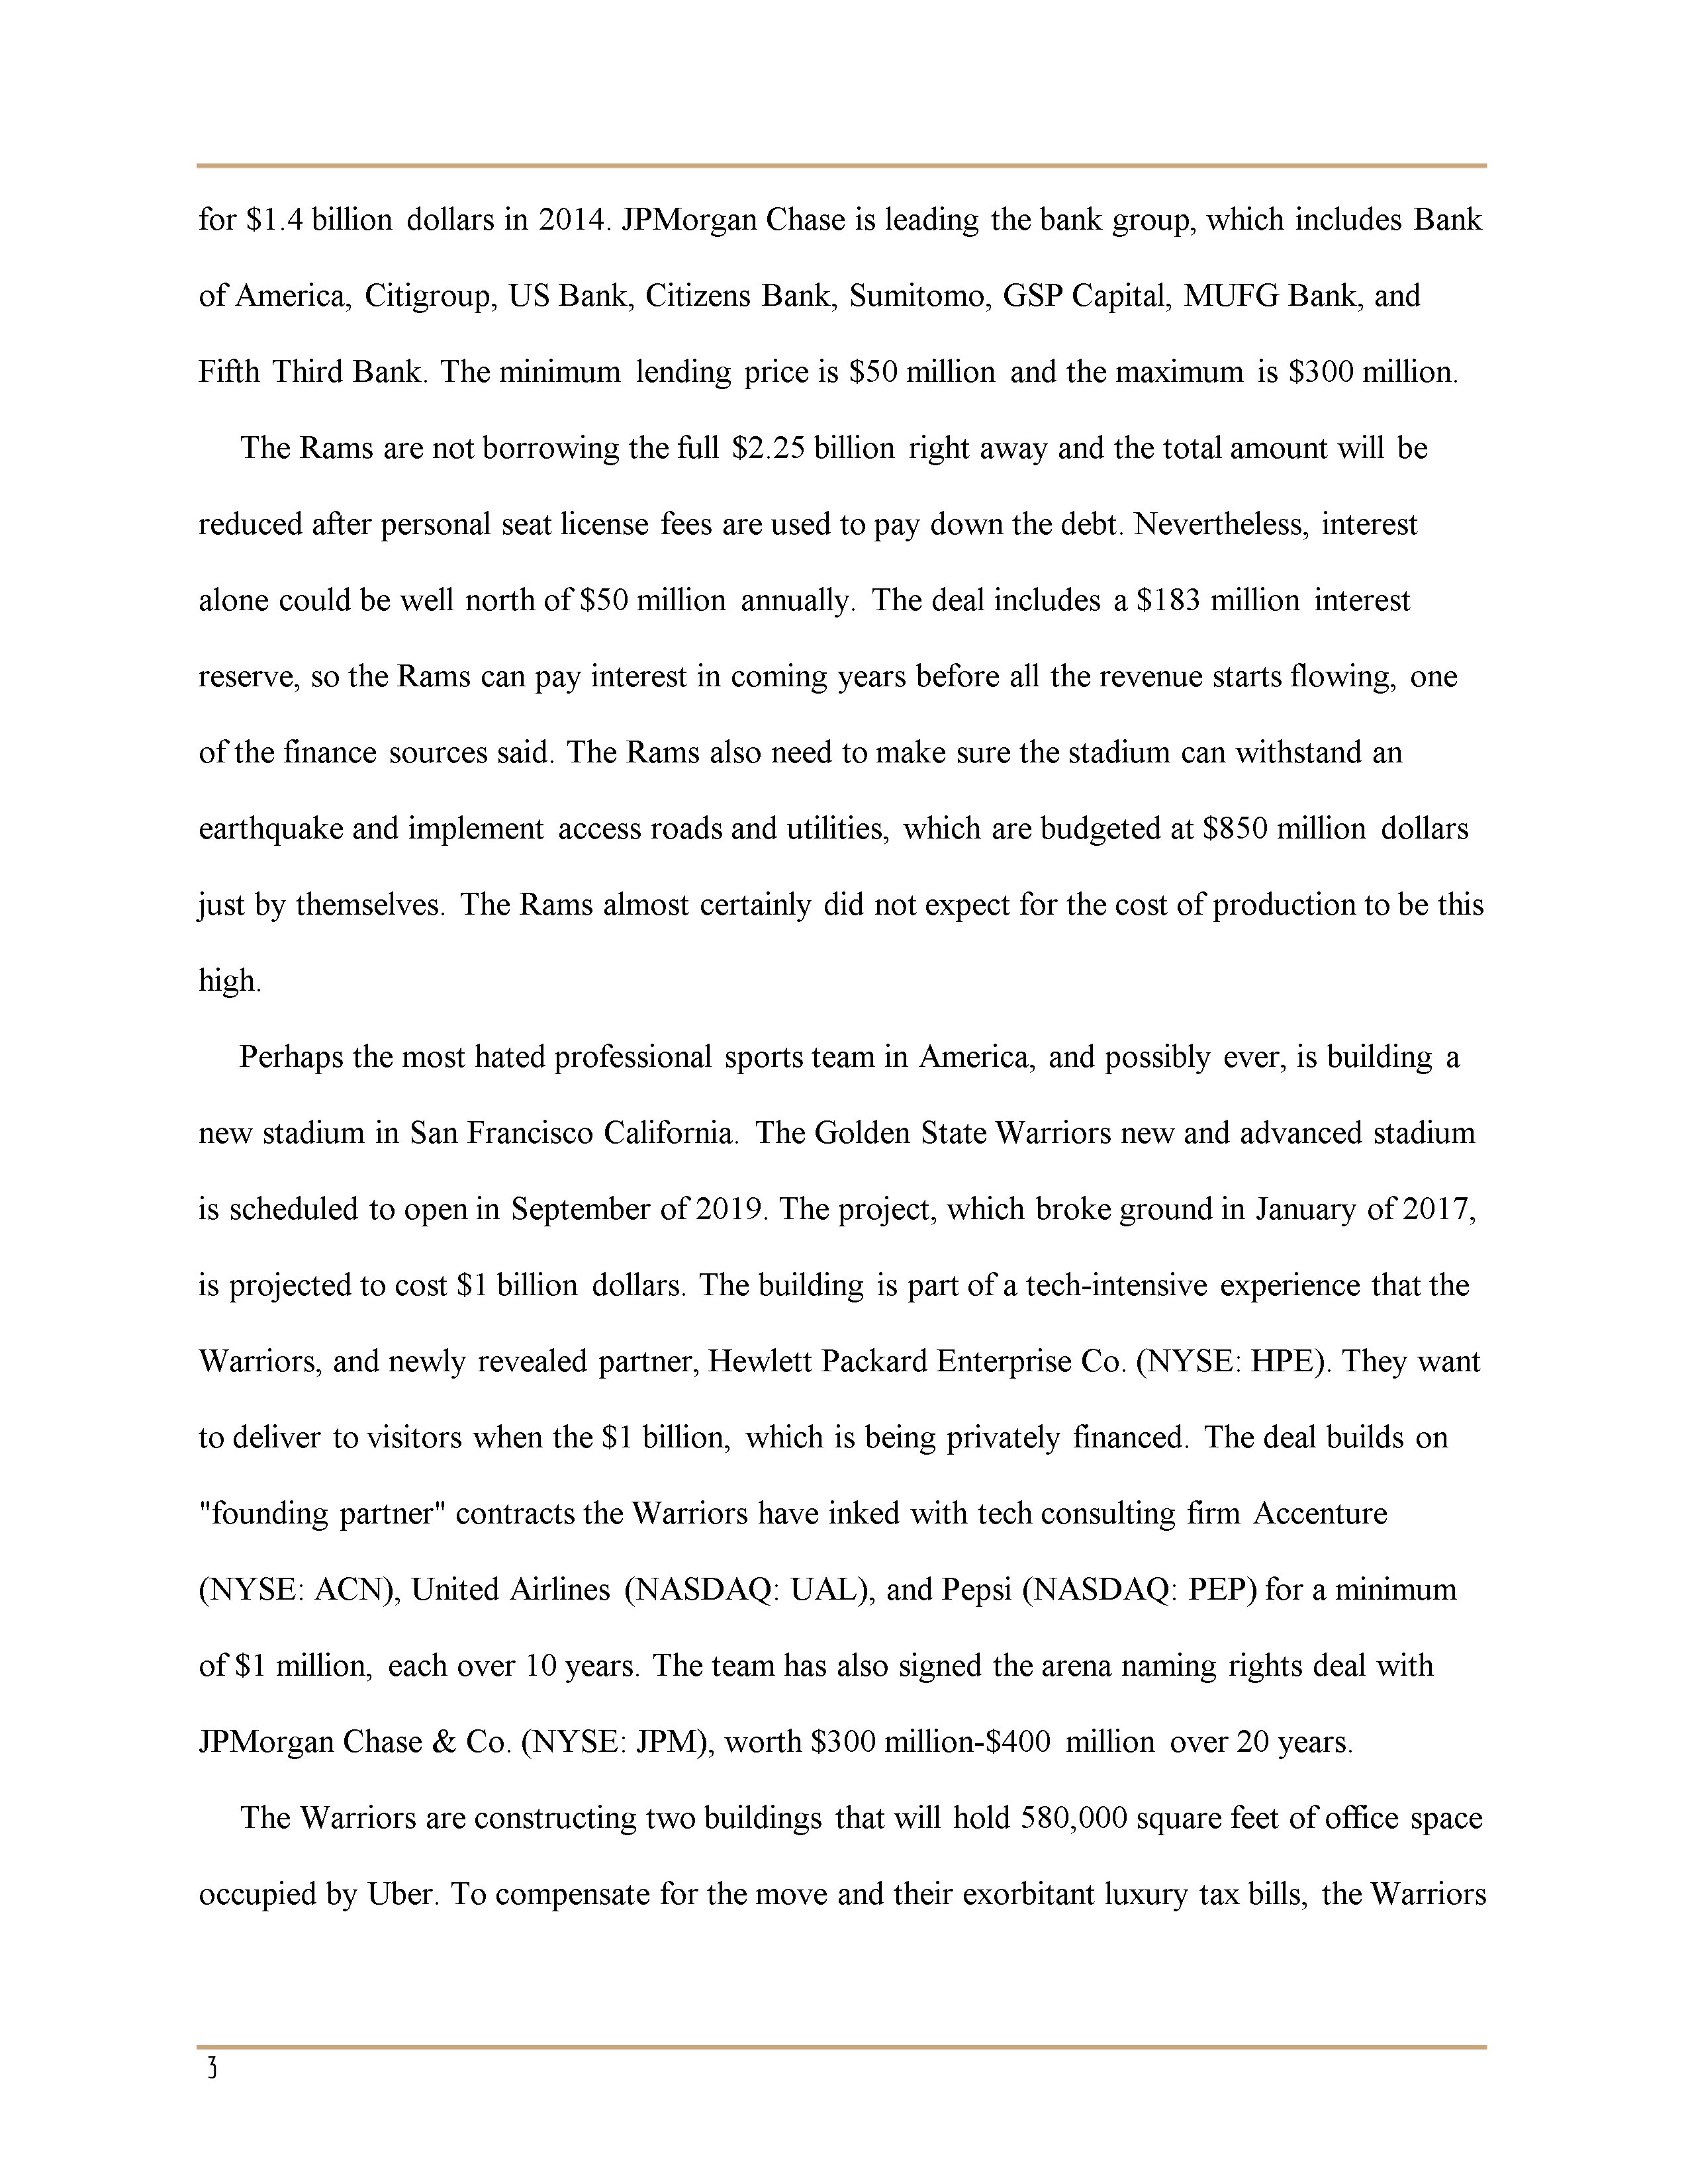 for $1.4 billion dollars in 2014. JPMorgan Chase is leading the bank group, which includes Bank
of America, Citigroup, US Bank, Citizens Bank, Sumitomo, GSP Capital, MUFG Bank, and
Fifth Third Bank. The minimum lending price is $50 million and the maximum is $300 million.
The Rams are not borrowing the full $2.25 billion right away and the total amount will be
reduced after personal seat license fees are used to pay down the debt. Nevertheless, interest
alone could be well north of $50 million annually. The deal includes a $183 million interest
reserve, so the Rams can pay interest in coming years before all the revenue starts flowing, one
of the finance sources said. The Rams also need to make sure the stadium can withstand an
earthquake and implement access roads and utilities, which are budgeted at $850 million dollars
just by themselves. The Rams almost certainly did not expect for the cost of production to be this
high.
Perhaps the most hated professional sports team in America, and possibly ever, is building a
new stadium in San Francisco California. The Golden State Warriors new and advanced stadium
is scheduled to open in September of 2019. The project, which broke ground in January of 2017,
is projected to cost $1 billion dollars. The building is part of a tech-intensive experience that the
Warriors, and newly revealed partner, Hewlett Packard Enterprise Co. (NYSE: HPE). They want
to deliver to visitors when the $1 billion, which is being privately financed. The deal builds on
"founding partner" contracts the Warriors have inked with tech consulting firm Accenture
(NYSE: ACN), United Airlines (NASDAQ: UAL), and Pepsi (NASDAQ: PEP) for a minimum
of $1 million, each over 10 years. The team has also signed the arena naming rights deal with
JPMorgan Chase & Co. (NYSE: JPM), worth $300 million-$400 million over 20 years.
The Warriors are constructing two buildings that will hold 580,000 square feet of office space
occupied by Uber. To compensate for the move and their exorbitant luxury tax bills, the Warriors
3